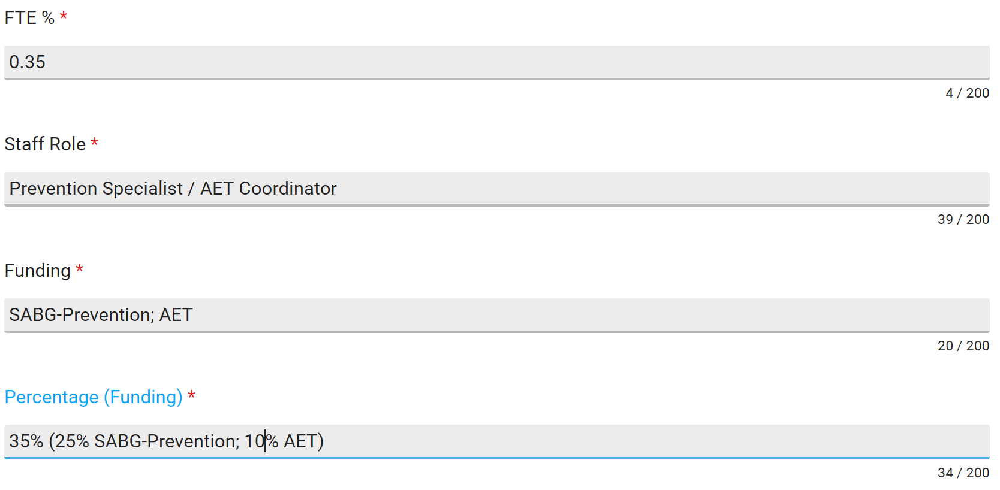 FTE % *
0.35
4 / 200
Staff Role *
Prevention Specialist / AET Coordinator
39 / 200
Funding *
SABG-Prevention; AET
20 / 200
Percentage (Funding) *
35% (25% SABG-Prevention; 10% AET)
34 / 200